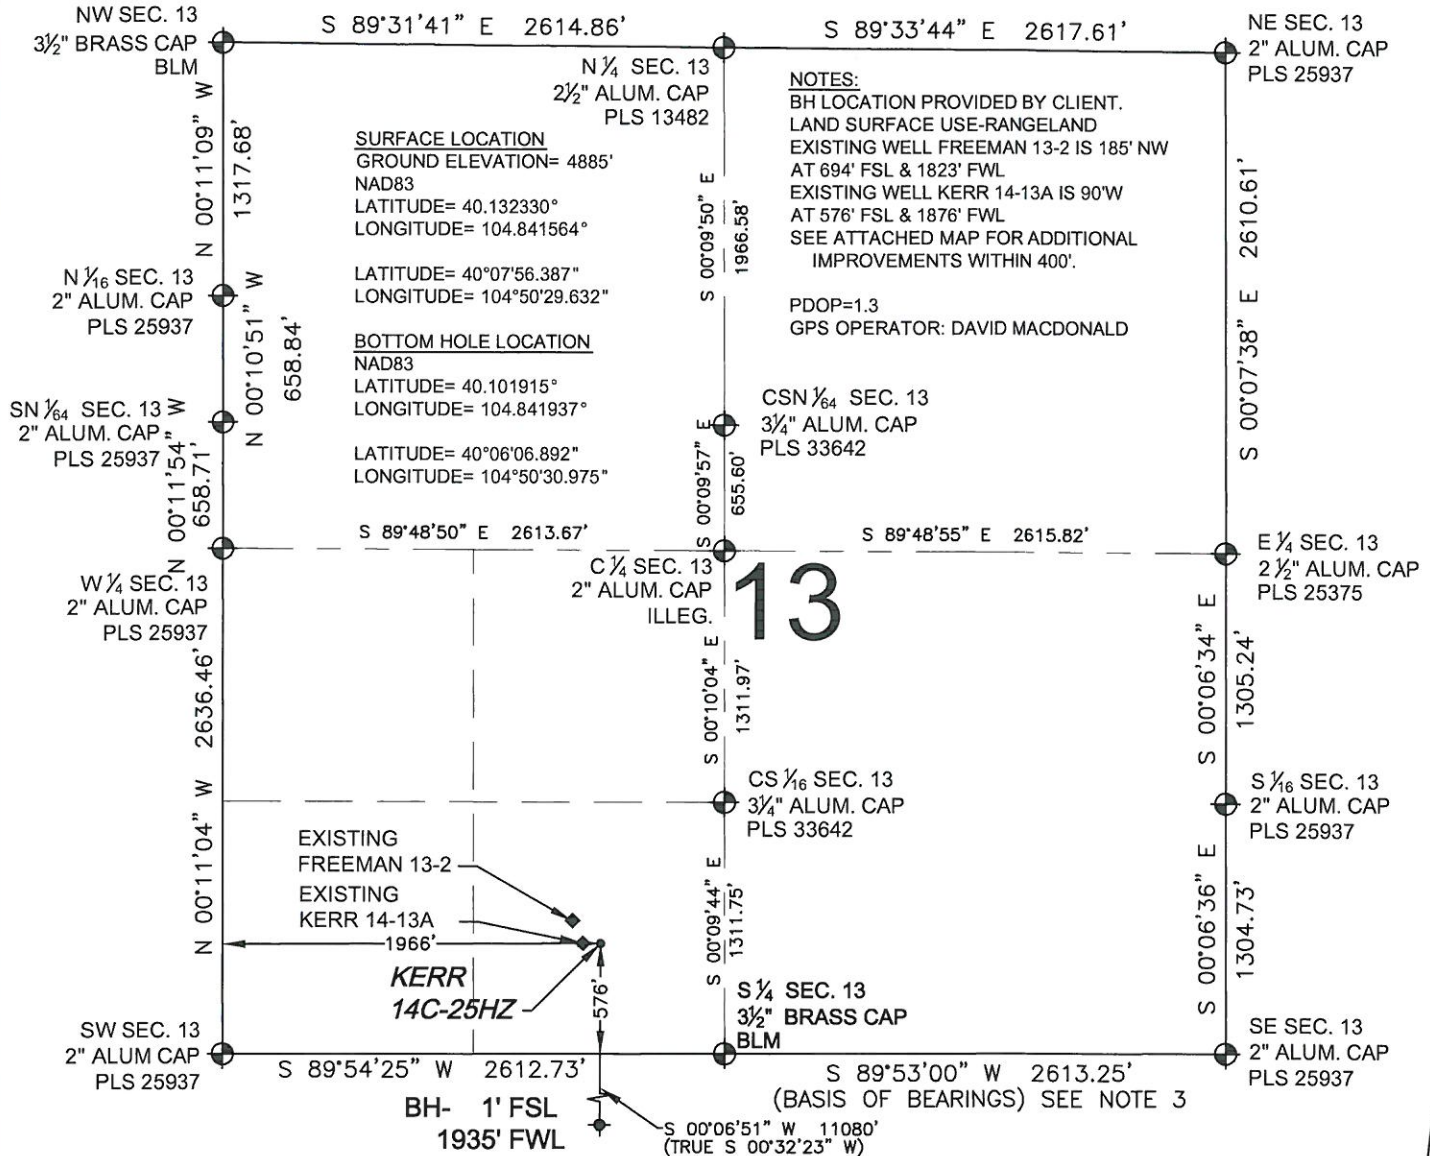 NW SEC. 13
3½" BRASS CAP
BLM
S 89°31'41" E 2614.86'
N ¼ SEC. 13
2½" ALUM. CAP
PLS 13482
S 89°33'44" E 2617.61'
NE SEC. 13
2" ALUM. CAP
PLS 25937
N 00°11'09" W
1317.68'
SURFACE LOCATION
GROUND ELEVATION= 4885'
NAD83
LATITUDE= 40.132330°
LONGITUDE= 104.841564°
LATITUDE= 40°07'56.387"
LONGITUDE= 104°50'29.632"
BOTTOM HOLE LOCATION
NAD83
LATITUDE= 40.101915°
LONGITUDE= 104.841937°
LATITUDE= 40°06'06.892"
LONGITUDE= 104°50'30.975"
NOTES:
BH LOCATION PROVIDED BY CLIENT.
LAND SURFACE USE-RANGELAND
EXISTING WELL FREEMAN 13-2 IS 185' NW
AT 694' FSL & 1823' FWL
EXISTING WELL KERR 14-13A IS 90'W
AT 576' FSL & 1876' FWL
SEE ATTACHED MAP FOR ADDITIONAL
IMPROVEMENTS WITHIN 400'.
PDOP=1.3
GPS OPERATOR: DAVID MACDONALD
S 00°09'50" E
1966.58'
S 00°07'38" E
2610.61'
N 1/16 SEC. 13
2" ALUM. CAP
PLS 25937
N 00°10'51" W
658.84'
SN 1/64 SEC. 13
2" ALUM. CAP
PLS 25937
N 00°11'54" W
658.71'
CSN 1/64 SEC. 13
3¼" ALUM. CAP
PLS 33642
S 00°09'57" E
655.60'
S 89°48'50" E 2613.67'
S 89°48'55" E 2615.82'
W ¼ SEC. 13
2" ALUM. CAP
PLS 25937
C ¼ SEC. 13
2" ALUM. CAP
ILLEG.
13
E ¼ SEC. 13
2 ½" ALUM. CAP
PLS 25375
N 00°11'04" W
2636.46'
S 00°10'04" E
1311.97'
S 00°06'34" E
1305.24'
CS 1/16 SEC. 13
3¼" ALUM. CAP
PLS 33642
S 1/16 SEC. 13
2" ALUM. CAP
PLS 25937
EXISTING
FREEMAN 13-2
EXISTING
KERR 14-13A
1966'
KERR
14C-25HZ
576'
S 00°09'44" E
1311.75'
S 00°06'36" E
1304.73'
SW SEC. 13
2" ALUM CAP
PLS 25937
S ¼ SEC. 13
3½" BRASS CAP
BLM
SE SEC. 13
2" ALUM. CAP
PLS 25937
S 89°54'25" W 2612.73'
S 89°53'00" W 2613.25'
(BASIS OF BEARINGS) SEE NOTE 3
BH- 1' FSL
1935' FWL
S 00°06'51" W 11080'
(TRUE S 00°32'23" W)